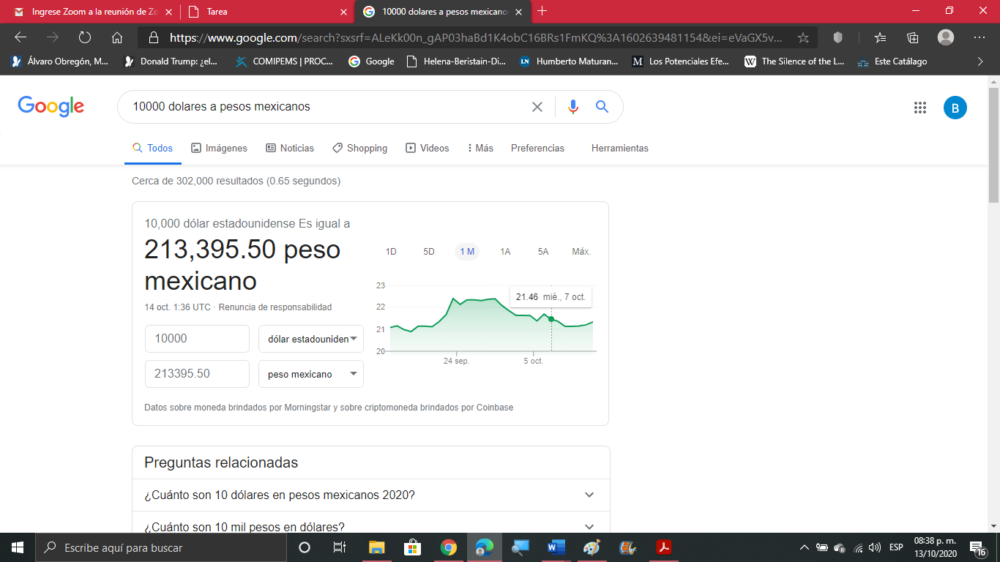 Ingrese Zoom a la reunión de Zo
Tarea
10000 dolares a pesos mexicano
https://www.google.com/search?sxsrf=ALeKk00n_gAP03haBd1K4obC16BRs1FmKQ%3A1602639481154&ei=eVaGX5v...
Álvaro Obregón, M...
Donald Trump: ¿el...
COMIPEMS | PROC...
Google
Helena-Beristain-Di...
LN
Humberto Maturan...
M
Los Potenciales Efe...
W
The Silence of the L...
Este Catálago
Google
10000 dolares a pesos mexicanos
B
Todos
Imágenes
Noticias
Shopping
Videos
Más
Preferencias
Herramientas
Cerca de 302,000 resultados (0.65 segundos)
10,000 dólar estadounidense Es igual a
213,395.50 peso
mexicano
14 oct. 1:36 UTC · Renuncia de responsabilidad
10000
dólar estadouniden
213395.50
peso mexicano
1D
5D
1 M
1A
5A
Máx.
23
22
21
20
21.46 mié., 7 oct.
24 sep.
5 oct.
Datos sobre moneda brindados por Morningstar y sobre criptomoneda brindados por Coinbase
Preguntas relacionadas
¿Cuánto son 10 dólares en pesos mexicanos 2020?
¿Cuánto son 10 mil pesos en dólares?
Escribe aquí para buscar
ESP
08:38 p. m.
13/10/2020
16